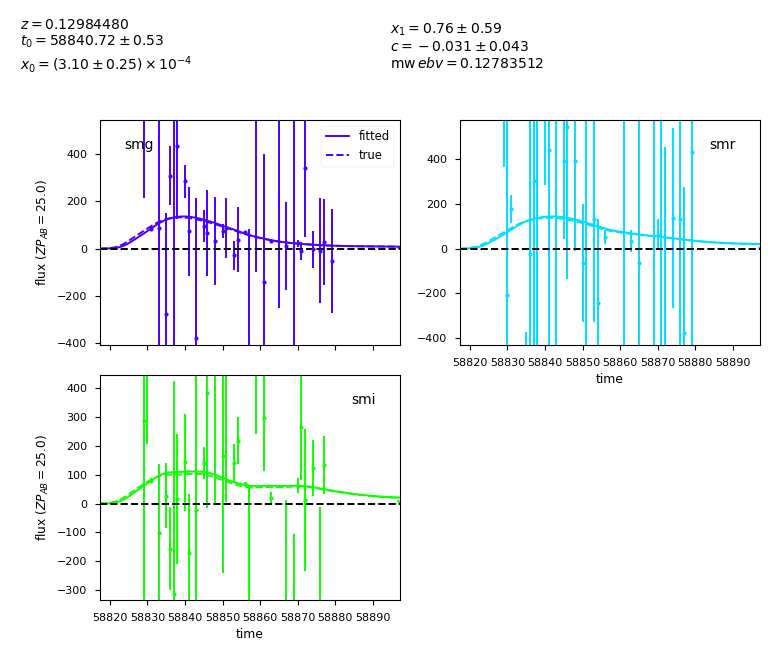 z = 0.12984480
t₀ = 58840.72 ± 0.53
x₀ = (3.10 ± 0.25) × 10⁻⁴
x₁ = 0.76 ± 0.59
c = −0.031 ± 0.043
mw ebv = 0.12783512
smg
fitted
true
400
200
0
−200
−400
flux (ZP_AB = 25.0)
smr
400
200
0
−200
−400
58820 58830 58840 58850 58860 58870 58880 58890
time
smi
400
300
200
100
0
−100
−200
−300
flux (ZP_AB = 25.0)
58820 58830 58840 58850 58860 58870 58880 58890
time